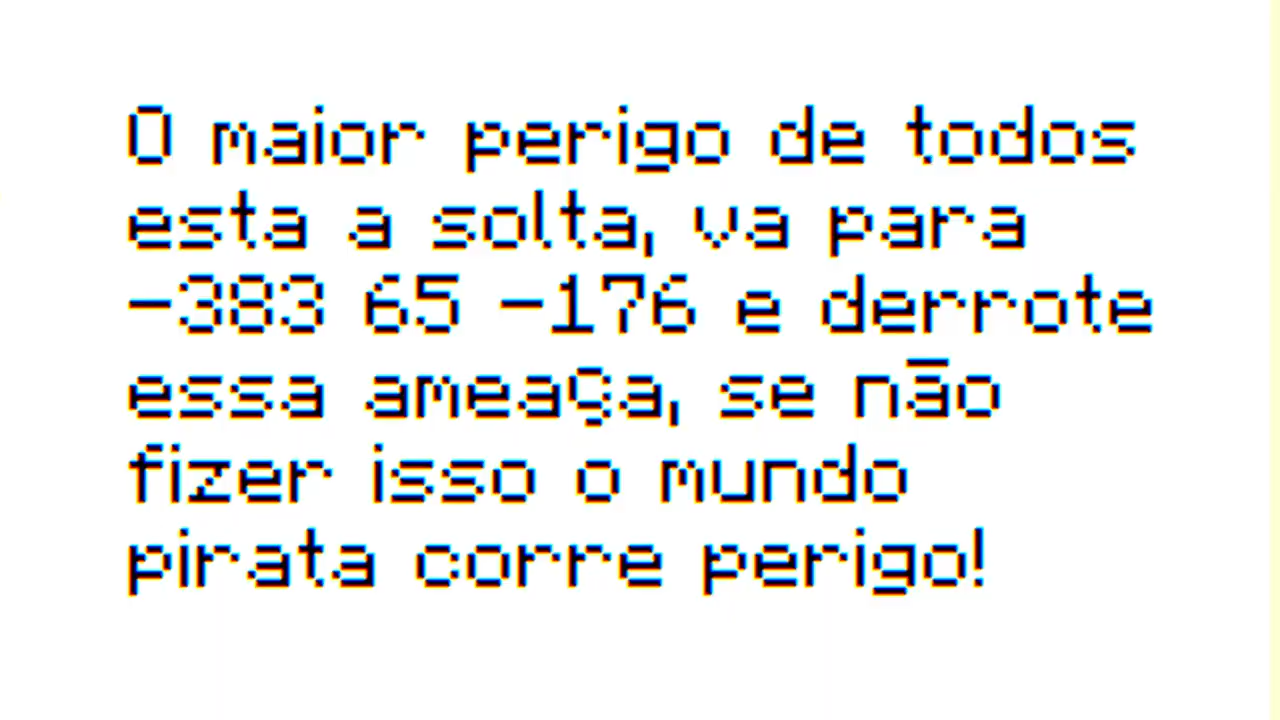 O maior perigo de todos
esta a solta, va para
-383 65 -176 e derrote
essa ameaça, se não
fizer isso o mundo
pirata corre perigo!